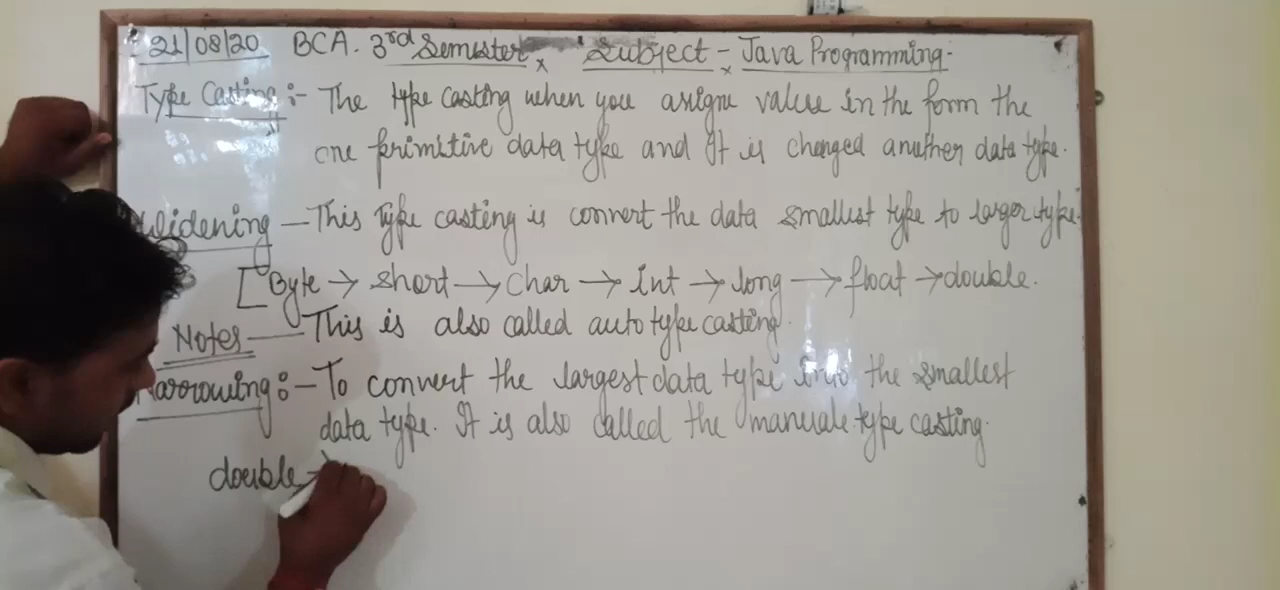 21/08/20 BCA. 3rd Semester x Subject - x Java Programming -
Type Casting :- The type casting when you asigne value in the form the
one primitive data type and It is changed anuther data type.
Widening — This Type casting is convert the data smallest type to larger type.
[Byte → short → Char → Int → long → float → double.
Notes — This is also called auto type casting.
Narrowing :- To convert the largest data type into the smallest
data type. It is also called the manuale type casting.
double →